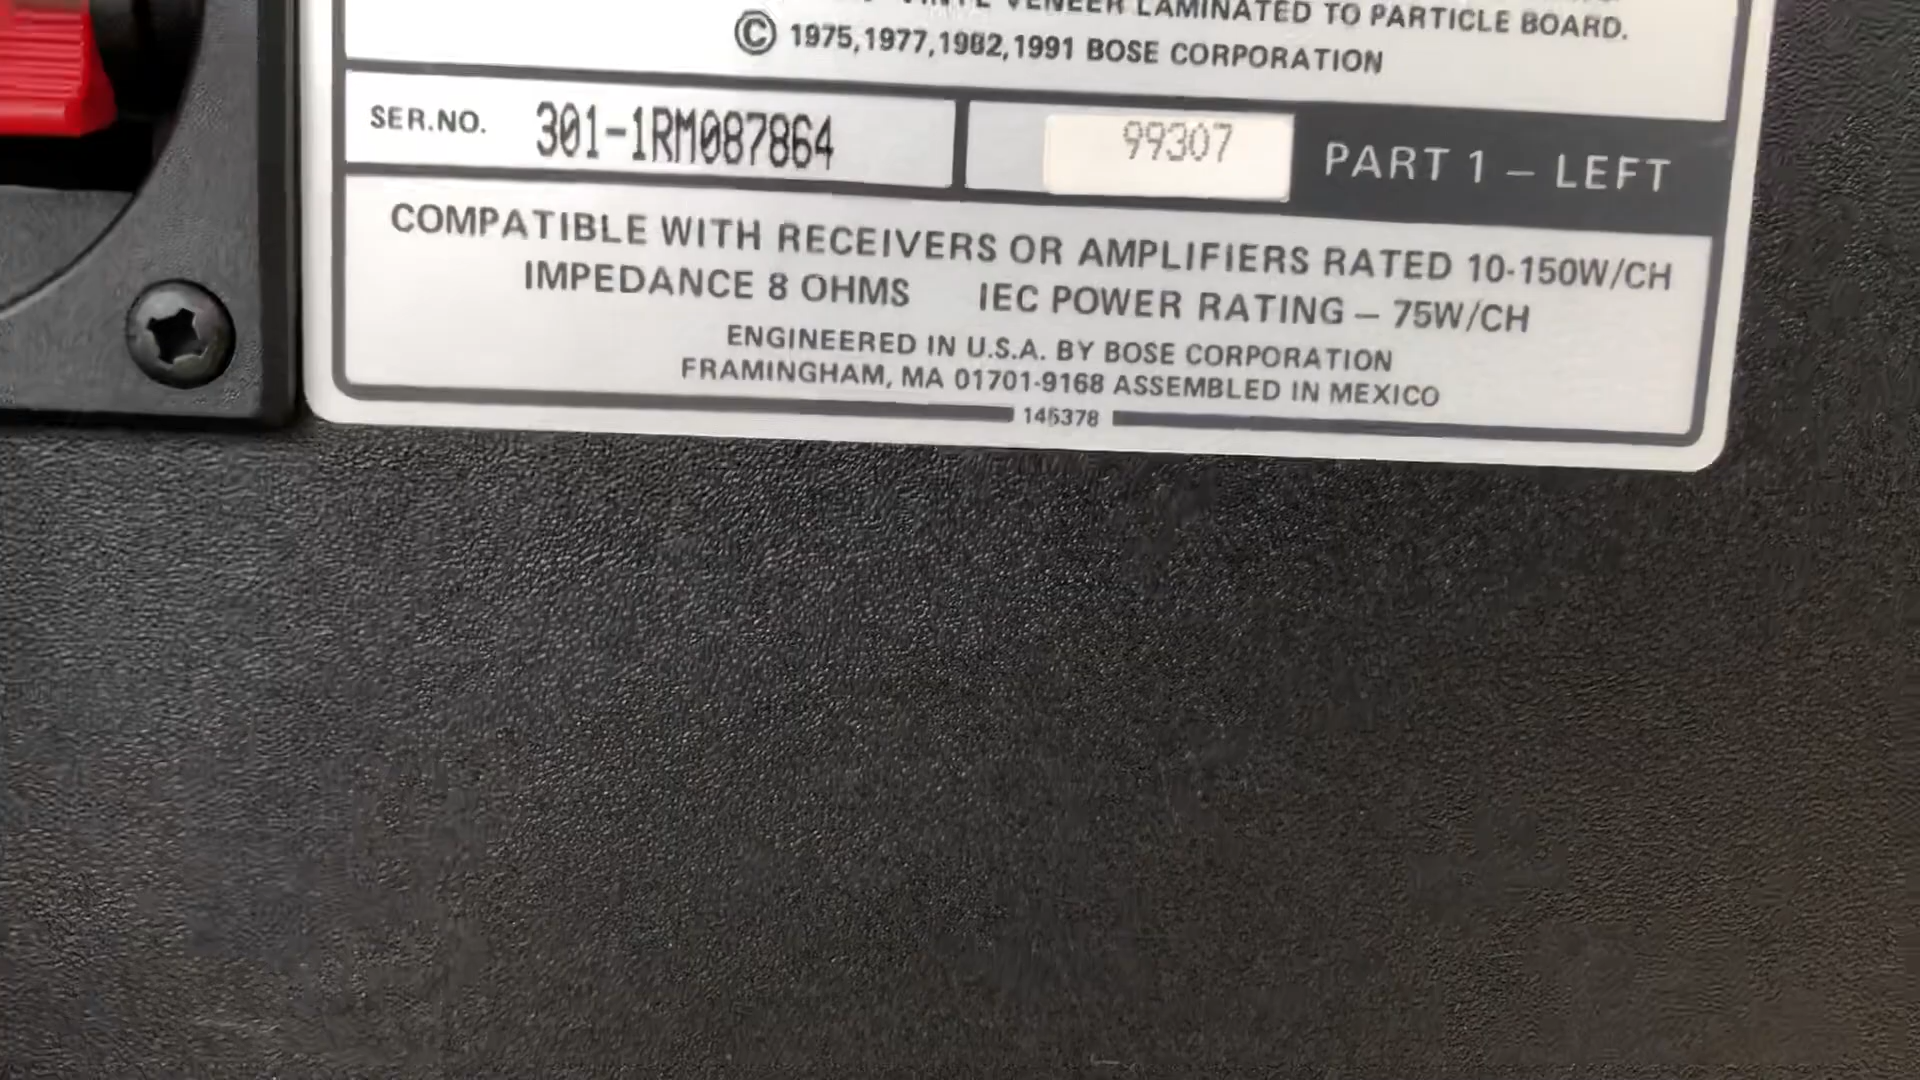 VENEER LAMINATED TO PARTICLE BOARD.
© 1975,1977,1982,1991 BOSE CORPORATION
SER.NO. 301-1RM087864 99307 PART 1 – LEFT
COMPATIBLE WITH RECEIVERS OR AMPLIFIERS RATED 10-150W/CH
IMPEDANCE 8 OHMS IEC POWER RATING – 75W/CH
ENGINEERED IN U.S.A. BY BOSE CORPORATION
FRAMINGHAM, MA 01701-9168 ASSEMBLED IN MEXICO
145378